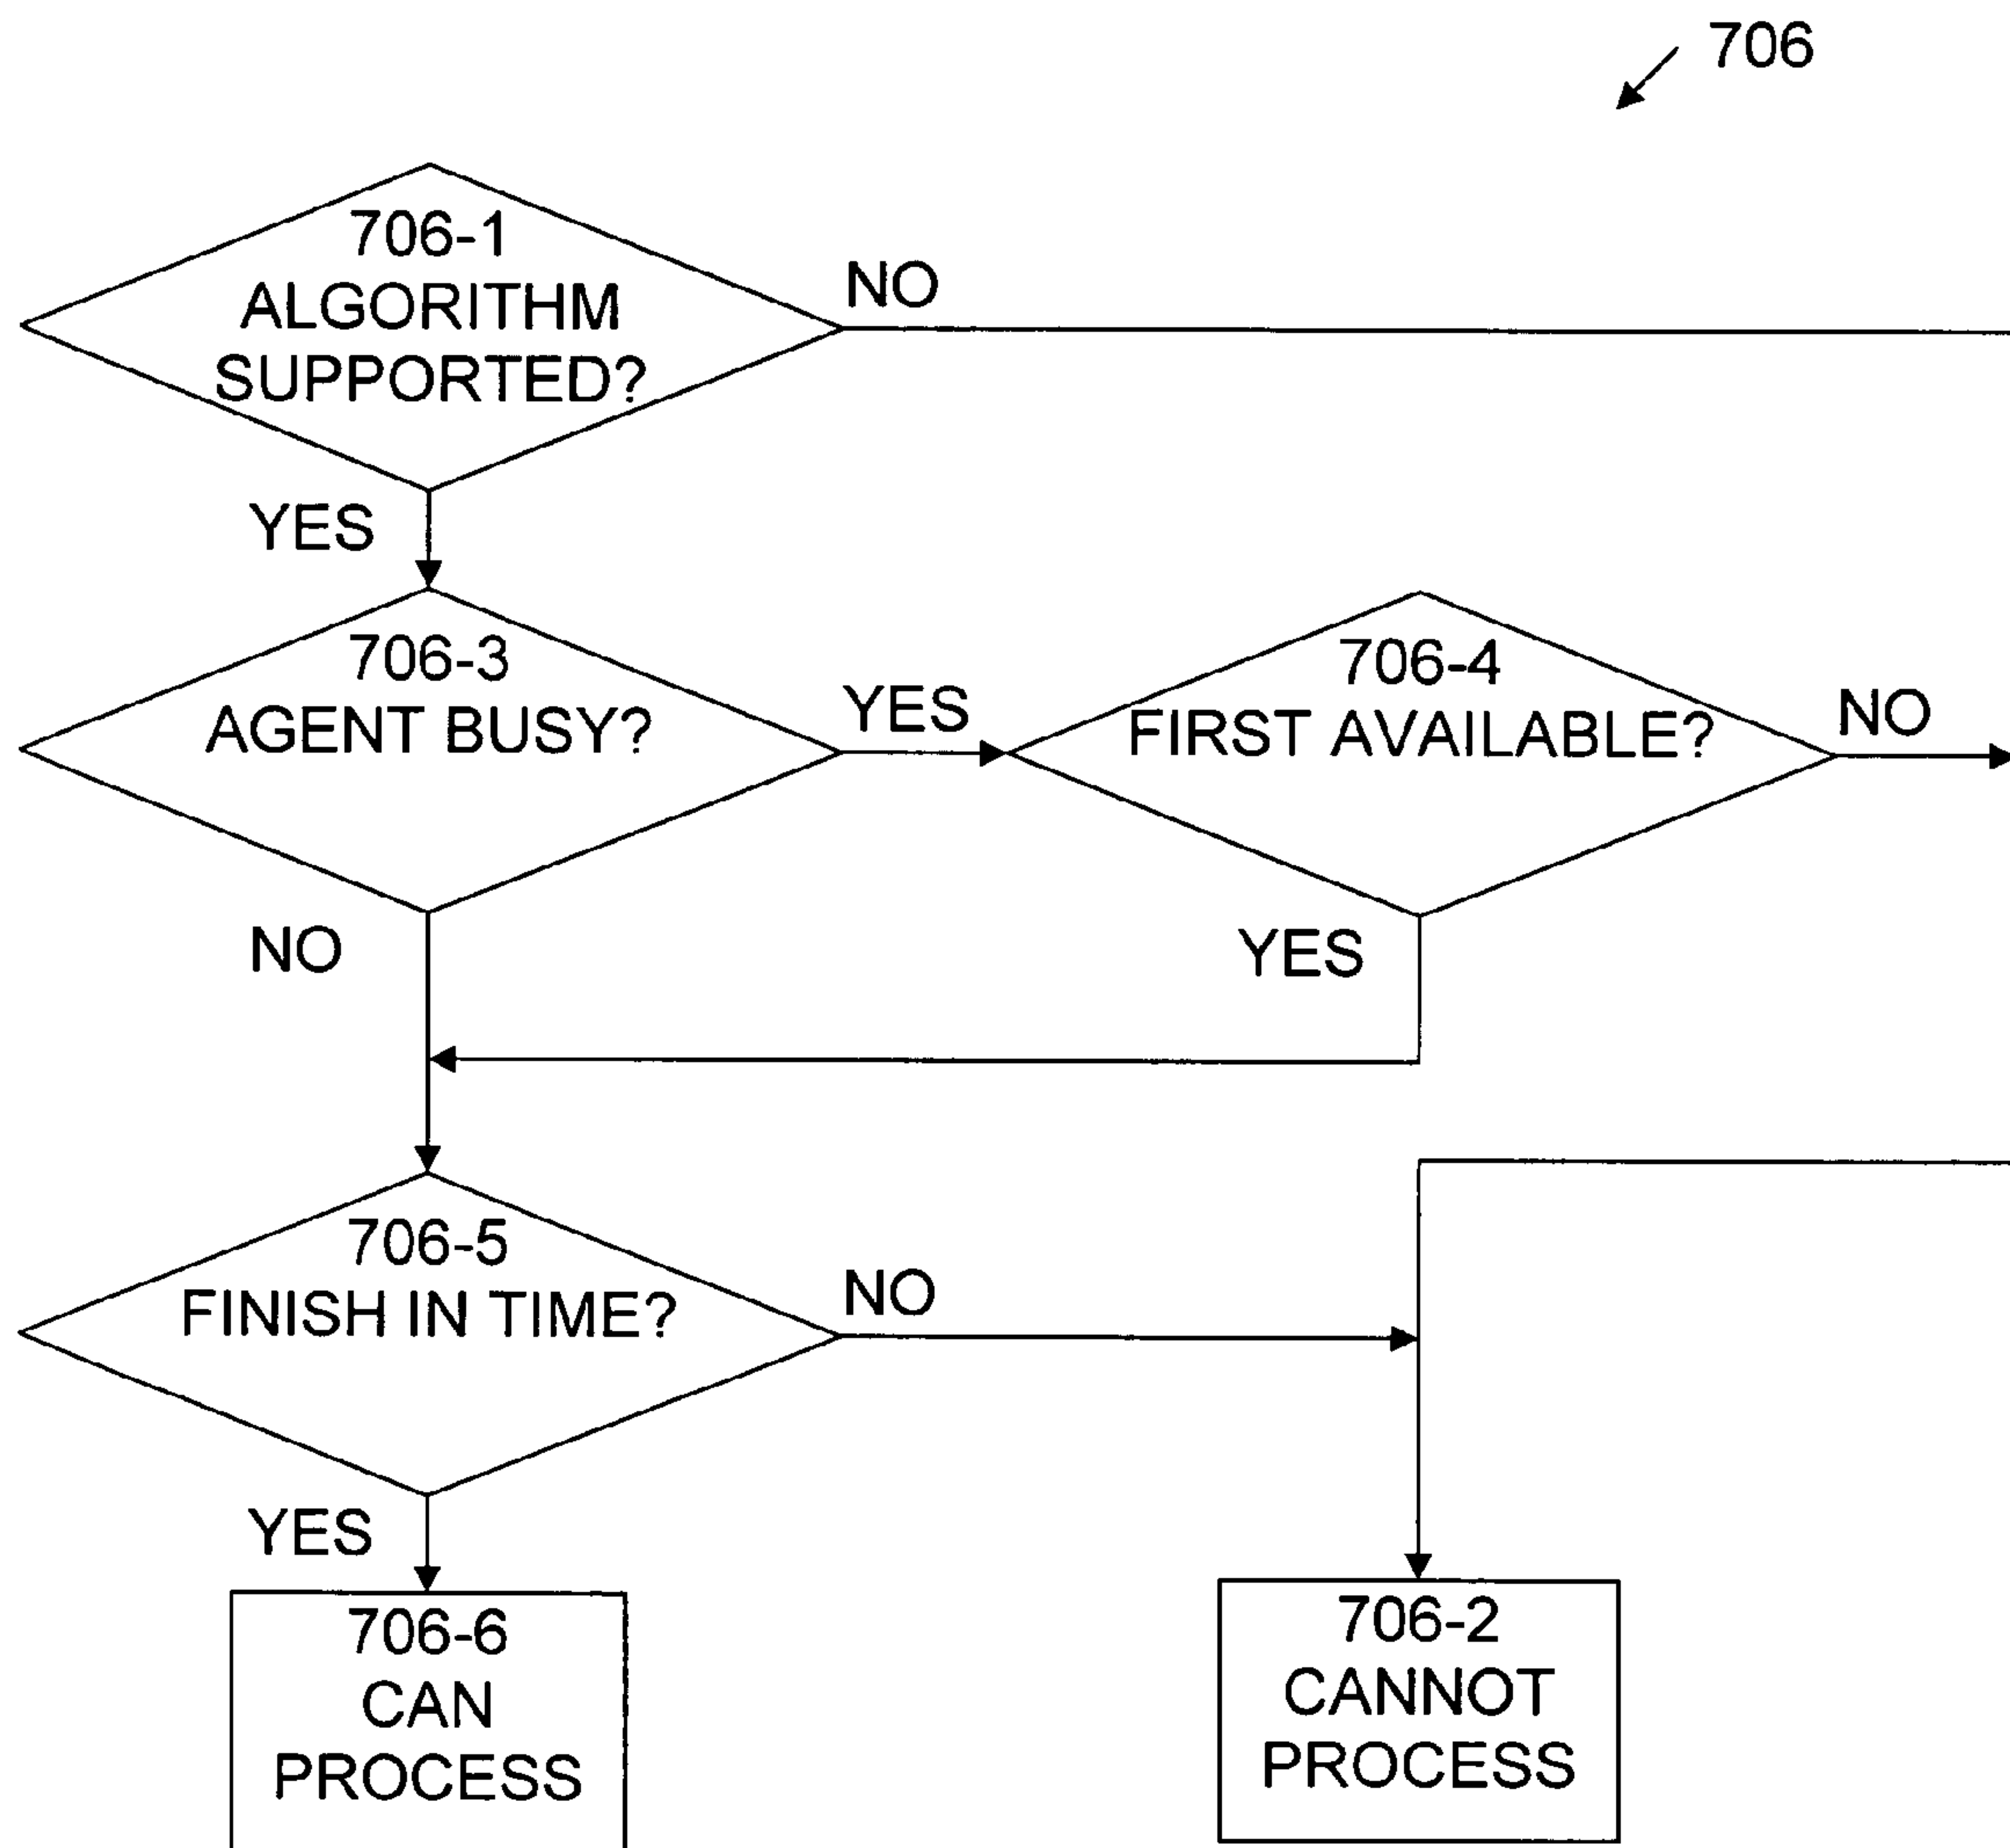 706
706-1
ALGORITHM
SUPPORTED?
NO
YES
706-3
AGENT BUSY?
YES
706-4
FIRST AVAILABLE?
NO
NO
YES
706-5
FINISH IN TIME?
NO
YES
706-6
CAN
PROCESS
706-2
CANNOT
PROCESS